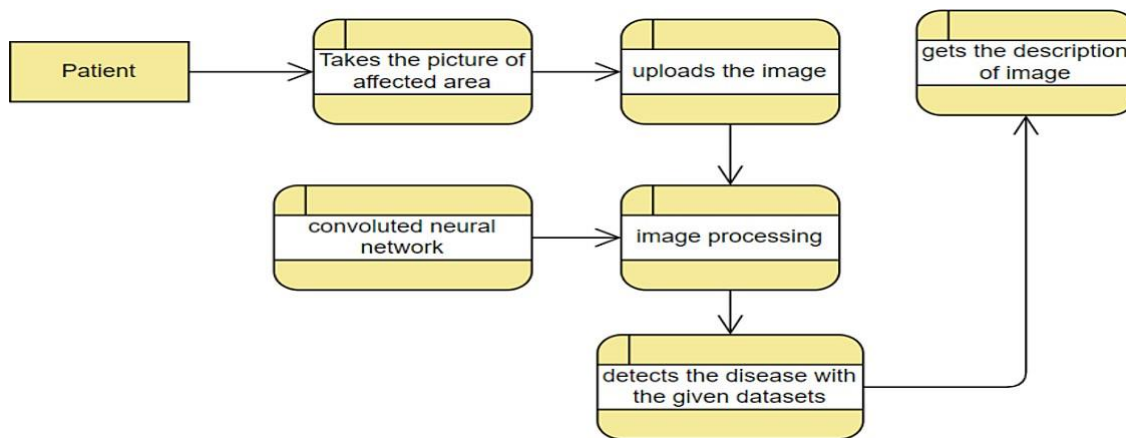 Patient
Takes the picture of
affected area
uploads the image
gets the description
of image
convoluted neural
network
image processing
detects the disease with
the given datasets